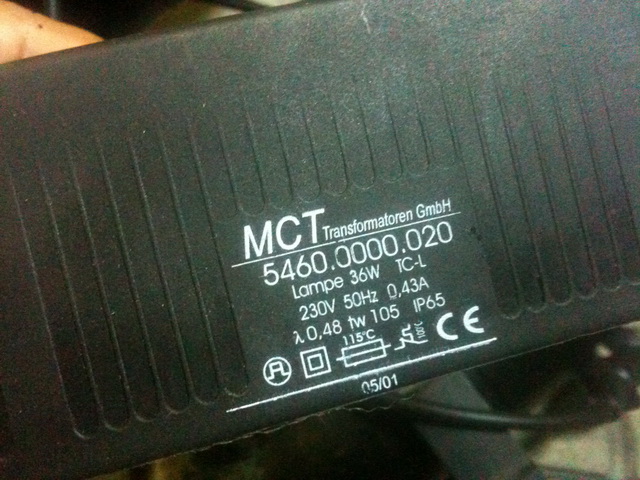 MCT Transformatoren GmbH
5460.0000.020
Lampe 36W TC-L
230V 50Hz 0,43A
λ 0,48 tw 105 IP65
115°C
CE
05/01